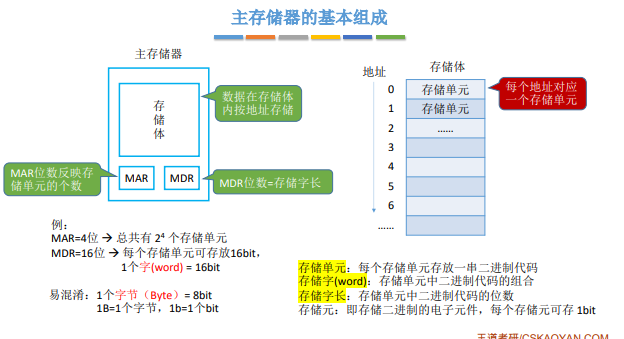 主存储器的基本组成
主存储器
存储体
数据在存储体
内按地址存储
MAR位数反映存
储单元的个数
MAR
MDR
MDR位数=存储字长
地址
存储体
0
存储单元
1
存储单元
2
……
3
4
5
6
……
每个地址对应
一个存储单元
例：
MAR=4位 → 总共有 2⁴ 个存储单元
MDR=16位 → 每个存储单元可存放16bit，
1个字(word) = 16bit
易混淆：1个字节（Byte）= 8bit
1B=1个字节，1b=1个bit
存储单元：每个存储单元存放一串二进制代码
存储字(word)：存储单元中二进制代码的组合
存储字长：存储单元中二进制代码的位数
存储元：即存储二进制的电子元件，每个存储元可存 1bit
王道考研/CSKAOYAN.COM